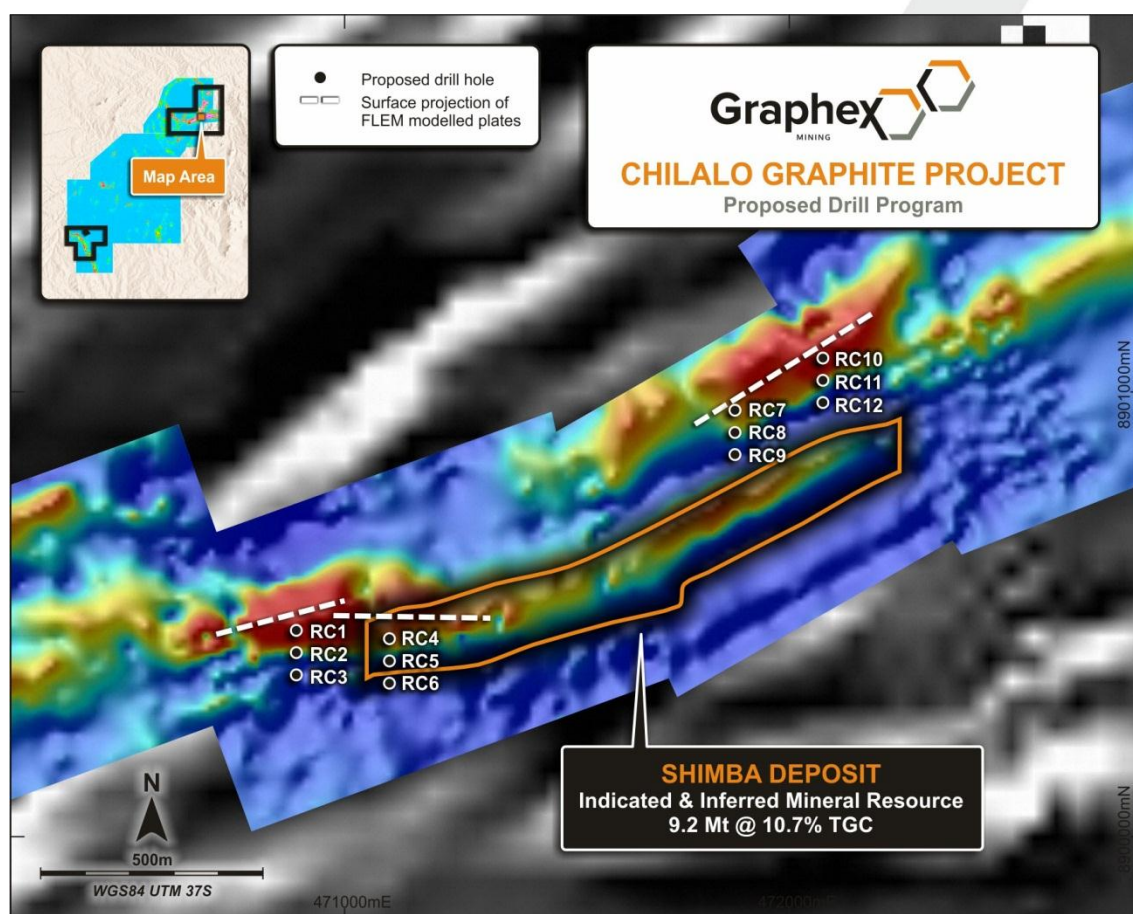 Map Area
Proposed drill hole
Surface projection of
FLEM modelled plates
Graphex
MINING
CHILALO GRAPHITE PROJECT
Proposed Drill Program
RC10
RC11
RC12
RC7
RC8
RC9
8901000mN
RC1
RC2
RC3
RC4
RC5
RC6
SHIMBA DEPOSIT
Indicated & Inferred Mineral Resource
9.2 Mt @ 10.7% TGC
8900000mN
N
500m
WGS84 UTM 37S
471000mE
472000mE